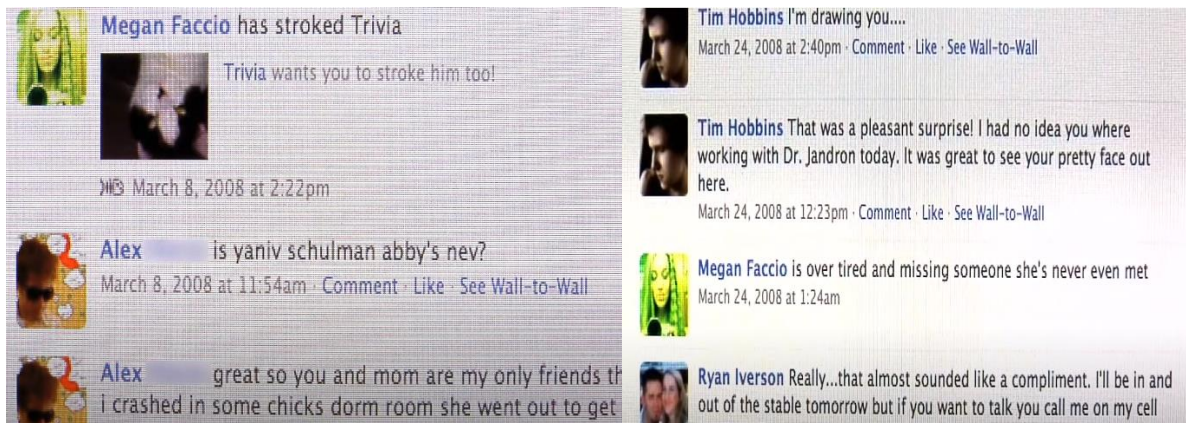 Megan Faccio has stroked Trivia
Trivia wants you to stroke him too!
March 8, 2008 at 2:22pm
Alex is yaniv schulman abby's nev?
March 8, 2008 at 11:54am · Comment · Like · See Wall-to-Wall
Alex great so you and mom are my only friends th
i crashed in some chicks dorm room she went out to get
Tim Hobbins I'm drawing you....
March 24, 2008 at 2:40pm · Comment · Like · See Wall-to-Wall
Tim Hobbins That was a pleasant surprise! I had no idea you where
working with Dr. Jandron today. It was great to see your pretty face out
here.
March 24, 2008 at 12:23pm · Comment · Like · See Wall-to-Wall
Megan Faccio is over tired and missing someone she's never even met
March 24, 2008 at 1:24am
Ryan Iverson Really...that almost sounded like a compliment. I'll be in and
out of the stable tomorrow but if you want to talk you call me on my cell